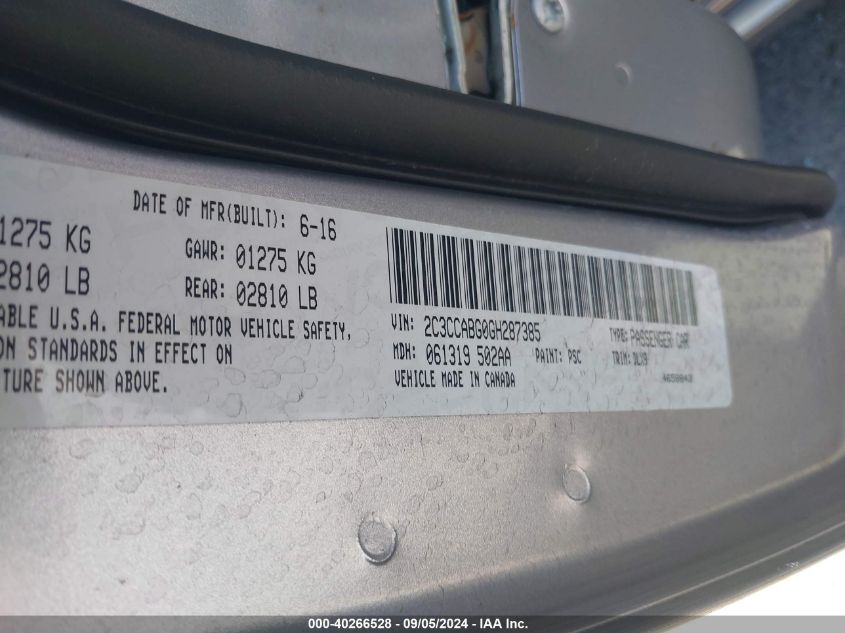 DATE OF MFR(BUILT): 6-16
1275 KG GAWR: 01275 KG
2810 LB REAR: 02810 LB
ABLE U.S.A. FEDERAL MOTOR VEHICLE SAFETY,
ON STANDARDS IN EFFECT ON
TURE SHOWN ABOVE.
VIN: 2C3CCABG0GH287385 TYPE: PASSENGER CAR
MDH: 061319 502AA PAINT: PSC TRIM: DLV9
VEHICLE MADE IN CANADA
000-40266528 - 09/05/2024 - IAA Inc.